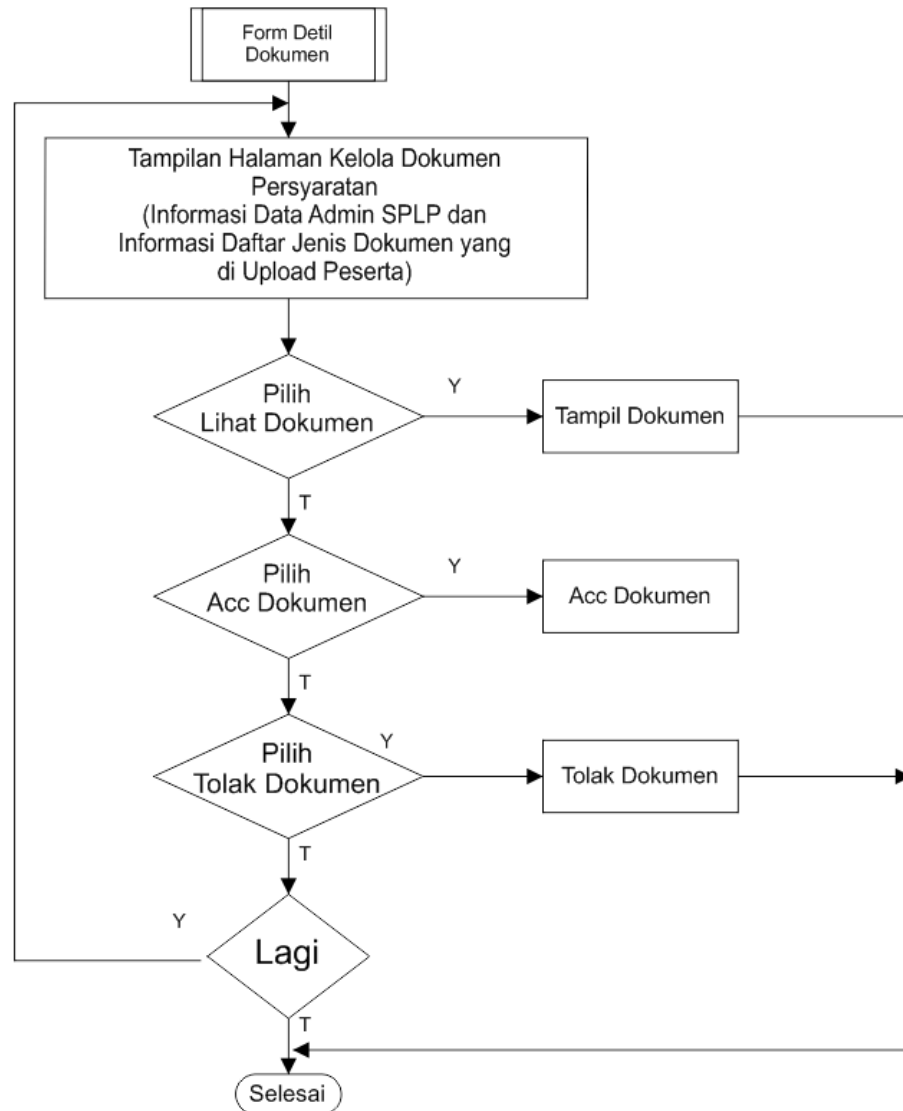 Form Detil
Dokumen
Tampilan Halaman Kelola Dokumen
Persyaratan
(Informasi Data Admin SPLP dan
Informasi Daftar Jenis Dokumen yang
di Upload Peserta)
Pilih
Lihat Dokumen
Y
Tampil Dokumen
T
Pilih
Acc Dokumen
Y
Acc Dokumen
T
Pilih
Tolak Dokumen
Y
Tolak Dokumen
T
Y
Lagi
T
Selesai